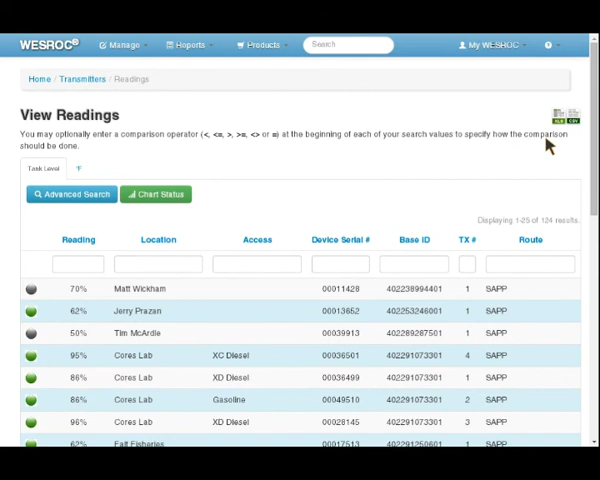 WESROC® Manage Reports Products Search My WESROC
Home / Transmitters / Readings
View Readings
XLS CSV
You may optionally enter a comparison operator (<, <=, >, >=, <> or =) at the beginning of each of your search values to specify how the comparison
should be done.
Tank Level °F
Advanced Search Chart Status
Displaying 1-25 of 124 results.
Reading Location Access Device Serial # Base ID TX # Route
70% Matt Wickham 00011428 402238994401 1 SAPP
62% Jerry Prazan 00013652 402253246001 1 SAPP
50% Tim McArdle 00039913 402289287501 1 SAPP
95% Cores Lab XC Diesel 00036501 402291073301 4 SAPP
86% Cores Lab XD Diesel 00036499 402291073301 1 SAPP
86% Cores Lab Gasoline 00049510 402291073301 2 SAPP
96% Cores Lab XD Diesel 00028145 402291073301 3 SAPP
62% Falt Fisheries 00017513 402291250601 1 SAPP